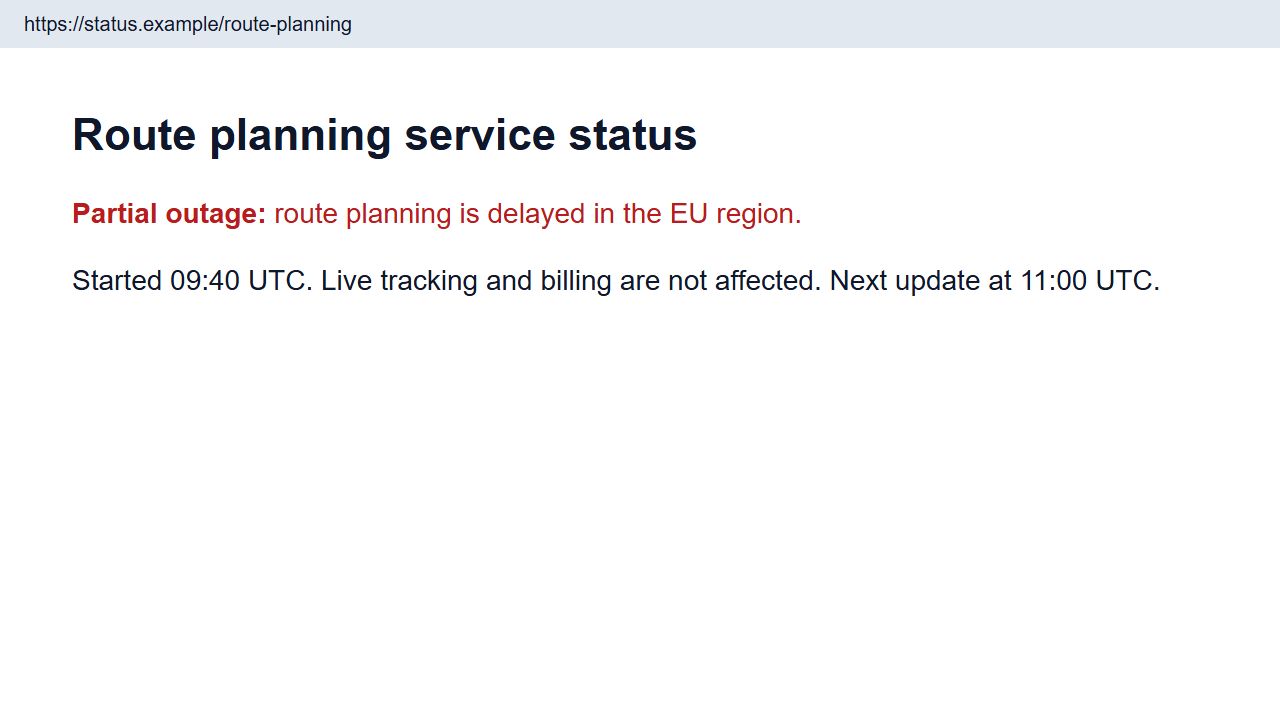 https://status.example/route-planning
Route planning service status
Partial outage: route planning is delayed in the EU region.
Started 09:40 UTC. Live tracking and billing are not affected. Next update at 11:00 UTC.